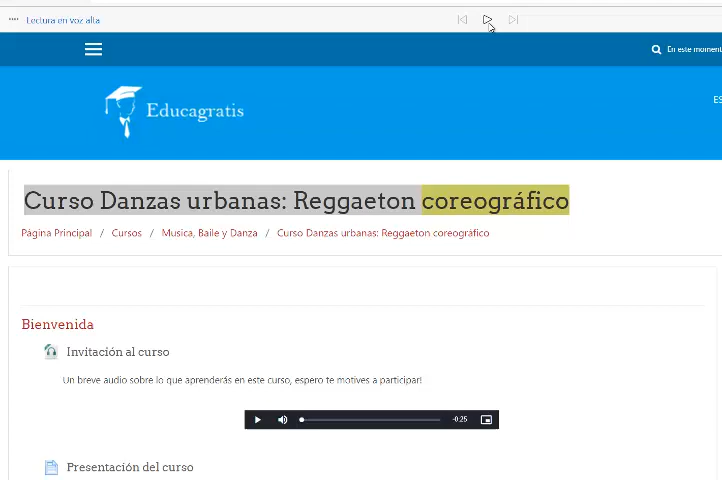 Lectura en voz alta
En este moment
ES
Educagratis
Curso Danzas urbanas: Reggaeton coreográfico
Página Principal / Cursos / Musica, Baile y Danza / Curso Danzas urbanas: Reggaeton coreográfico
Bienvenida
Invitación al curso
Un breve audio sobre lo que aprenderás en este curso, espero te motives a participar!
-0:25
Presentación del curso